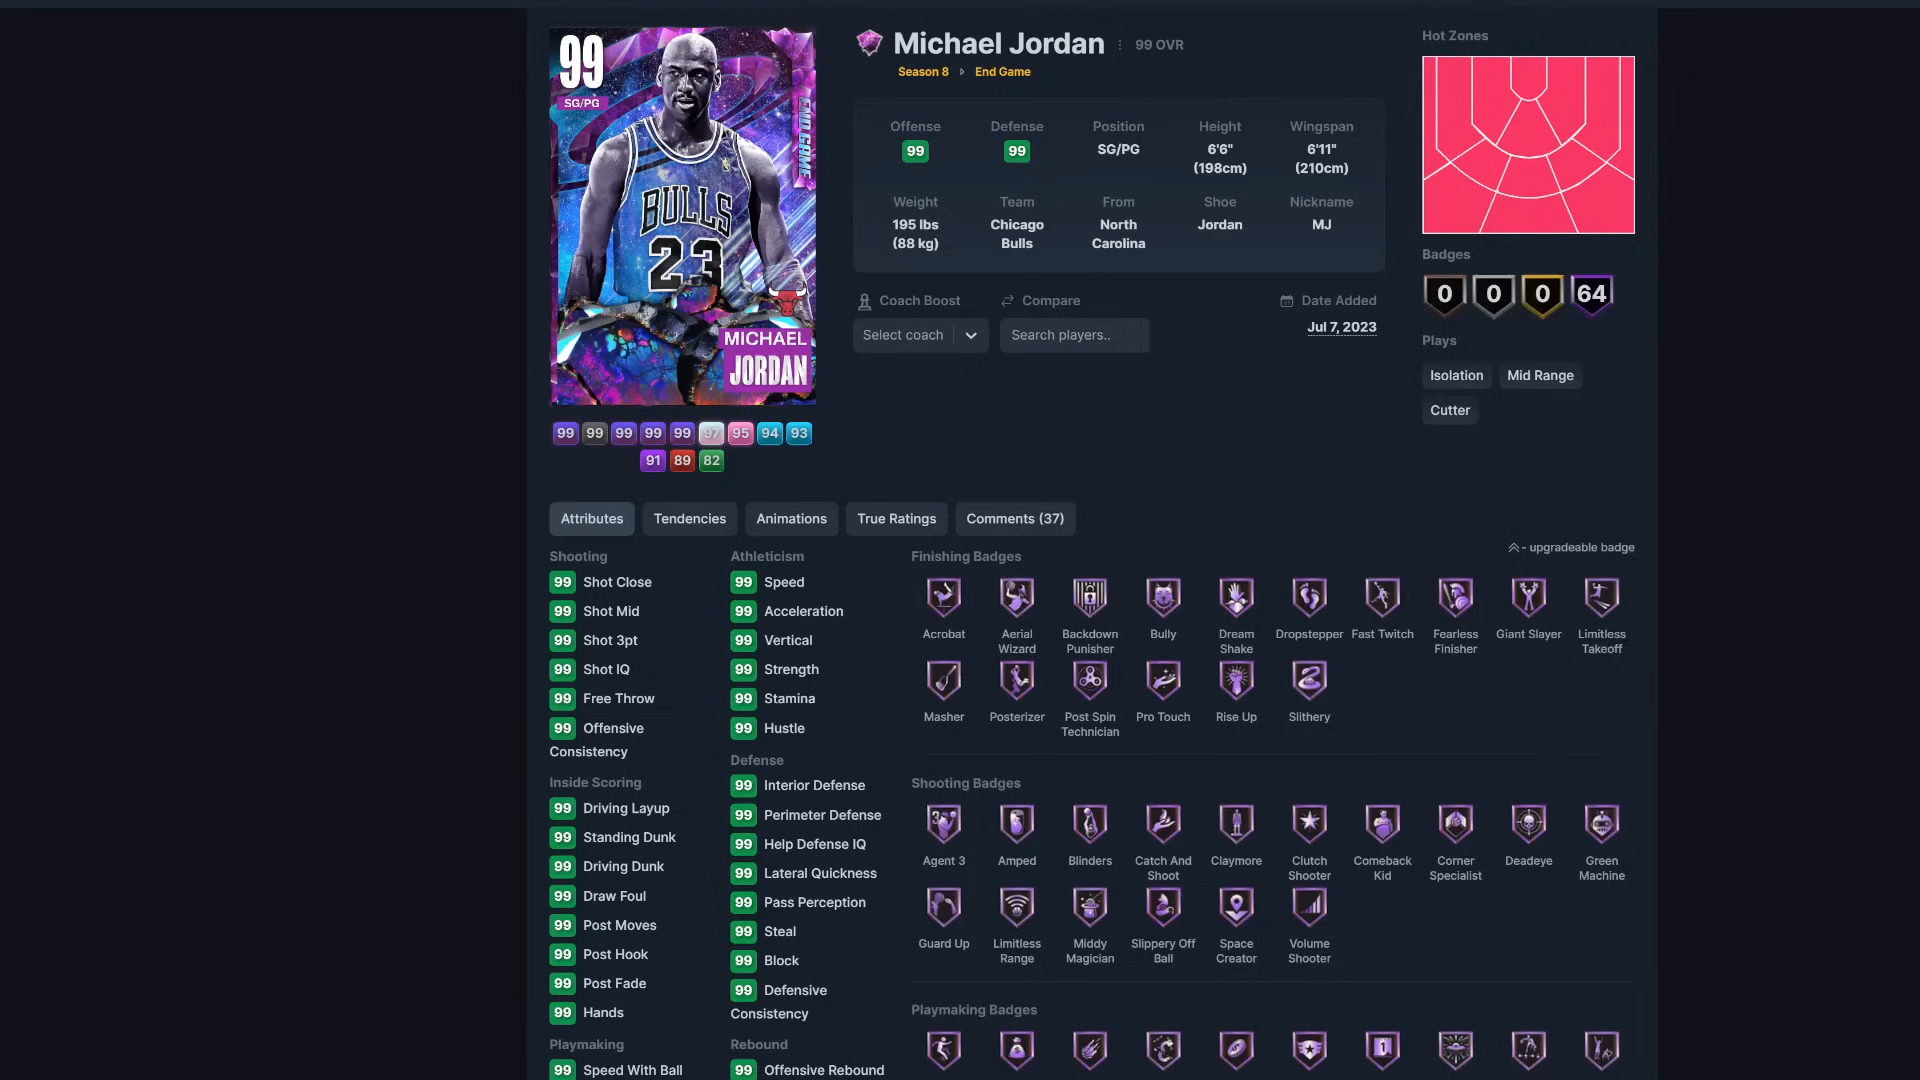 99
SG/PG
END GAME
BULLS
23
MICHAEL
JORDAN
99 99 99 99 99 97 95 94 93
91 89 82
Michael Jordan
99 OVR
Season 8 End Game
Offense Defense Position Height Wingspan
99 99 SG/PG 6'6" 6'11"
(198cm) (210cm)
Weight Team From Shoe Nickname
195 lbs Chicago North Jordan MJ
(88 kg) Bulls Carolina
Coach Boost Compare Date Added
Select coach Search players.. Jul 7, 2023
Hot Zones
Badges
0 0 0 64
Plays
Isolation Mid Range
Cutter
Attributes Tendencies Animations True Ratings Comments (37)
- upgradeable badge
Shooting
99 Shot Close
99 Shot Mid
99 Shot 3pt
99 Shot IQ
99 Free Throw
99 Offensive
Consistency
Inside Scoring
99 Driving Layup
99 Standing Dunk
99 Driving Dunk
99 Draw Foul
99 Post Moves
99 Post Hook
99 Post Fade
99 Hands
Playmaking
99 Speed With Ball
Athleticism
99 Speed
99 Acceleration
99 Vertical
99 Strength
99 Stamina
99 Hustle
Defense
99 Interior Defense
99 Perimeter Defense
99 Help Defense IQ
99 Lateral Quickness
99 Pass Perception
99 Steal
99 Block
99 Defensive
Consistency
Rebound
99 Offensive Rebound
Finishing Badges
Acrobat Aerial Backdown Bully Dream Dropstepper Fast Twitch Fearless Giant Slayer Limitless
Wizard Punisher Shake Finisher Takeoff
Masher Posterizer Post Spin Pro Touch Rise Up Slithery
Technician
Shooting Badges
3
Agent 3 Amped Blinders Catch And Claymore Clutch Comeback Corner Deadeye Green
Shoot Shooter Kid Specialist Machine
Guard Up Limitless Middy Slippery Off Space Volume
Range Magician Ball Creator Shooter
Playmaking Badges
1